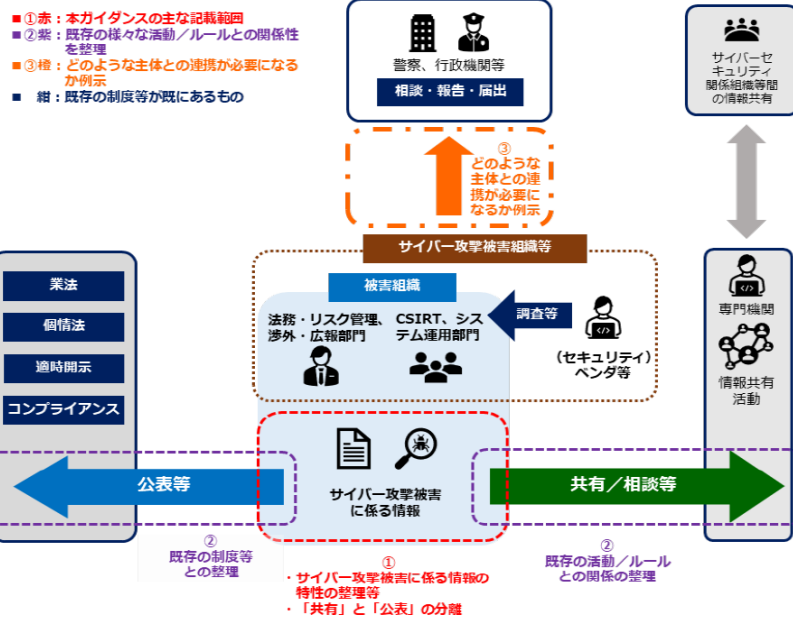 ■①赤：本ガイダンスの主な記載範囲
■②紫：既存の様々な活動／ルールとの関係性
を整理
■③橙：どのような主体との連携が必要になる
か例示
■ 紺：既存の制度等が既にあるもの
警察、行政機関等
相談・報告・届出
サイバーセ
キュリティ
関係組織等間
の情報共有
③
どのような
主体との連
携が必要に
なるか例示
サイバー攻撃被害組織等
被害組織
法務・リスク管理、
渉外・広報部門
CSIRT、シス
テム運用部門
調査等
（セキュリティ）
ベンダ等
業法
個情法
適時開示
コンプライアンス
専門機関
情報共有
活動
公表等
サイバー攻撃被害
に係る情報
共有／相談等
②
既存の制度等
との整理
①
・サイバー攻撃被害に係る情報の
特性の整理等
・「共有」と「公表」の分離
②
既存の活動／ルール
との関係の整理